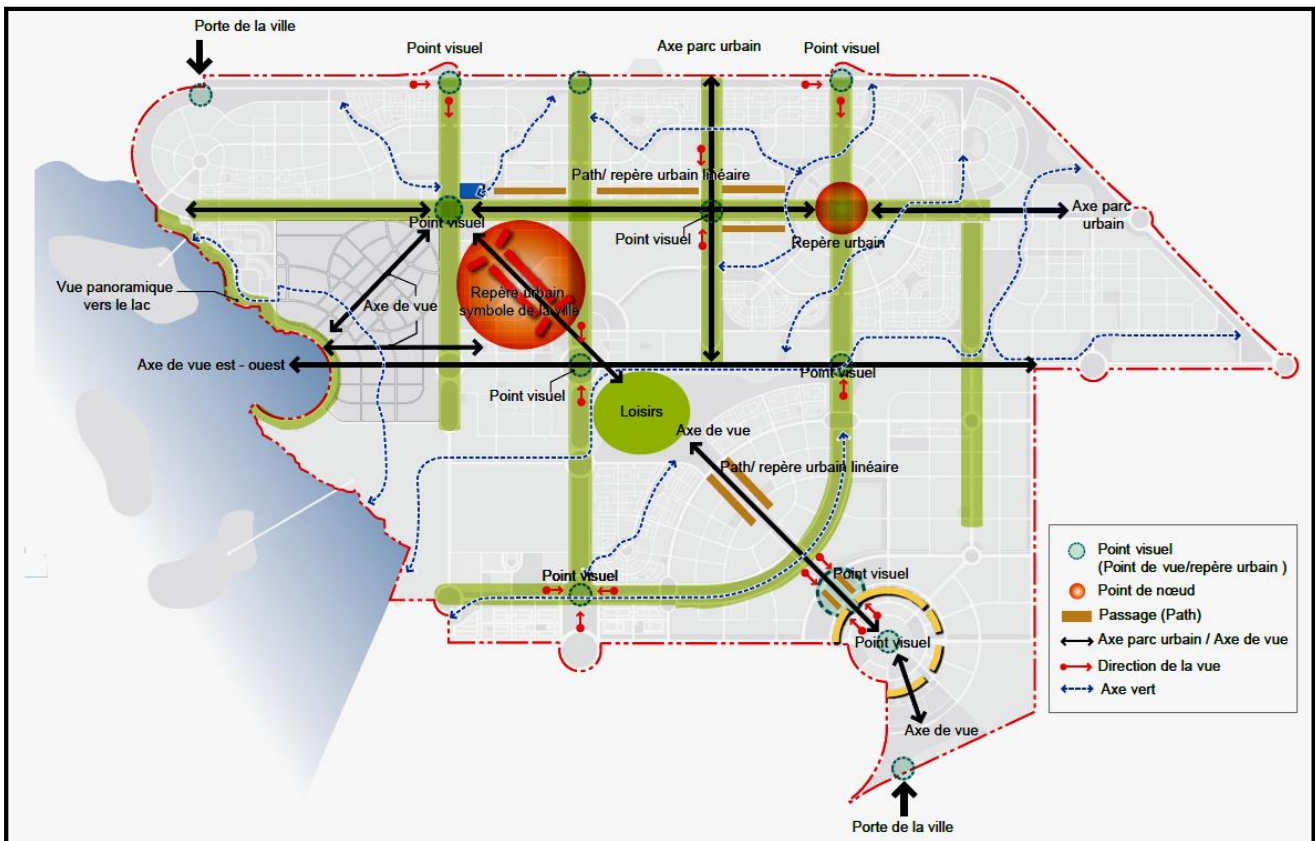 Porte de la ville
Point visuel
Axe parc urbain
Point visuel
Path/ repère urbain linéaire
Point visuel
Point visuel
Repère urbain
Axe parc
urbain
Vue panoramique
vers le lac
Axe de vue
Repère urbain
symbole de la ville
Axe de vue est - ouest
Point visuel
Point visuel
Loisirs
Axe de vue
Path/ repère urbain linéaire
Point visuel
Point visuel
Point visuel
Axe de vue
Porte de la ville
Point visuel
(Point de vue/repère urbain )
Point de nœud
Passage (Path)
Axe parc urbain / Axe de vue
Direction de la vue
Axe vert